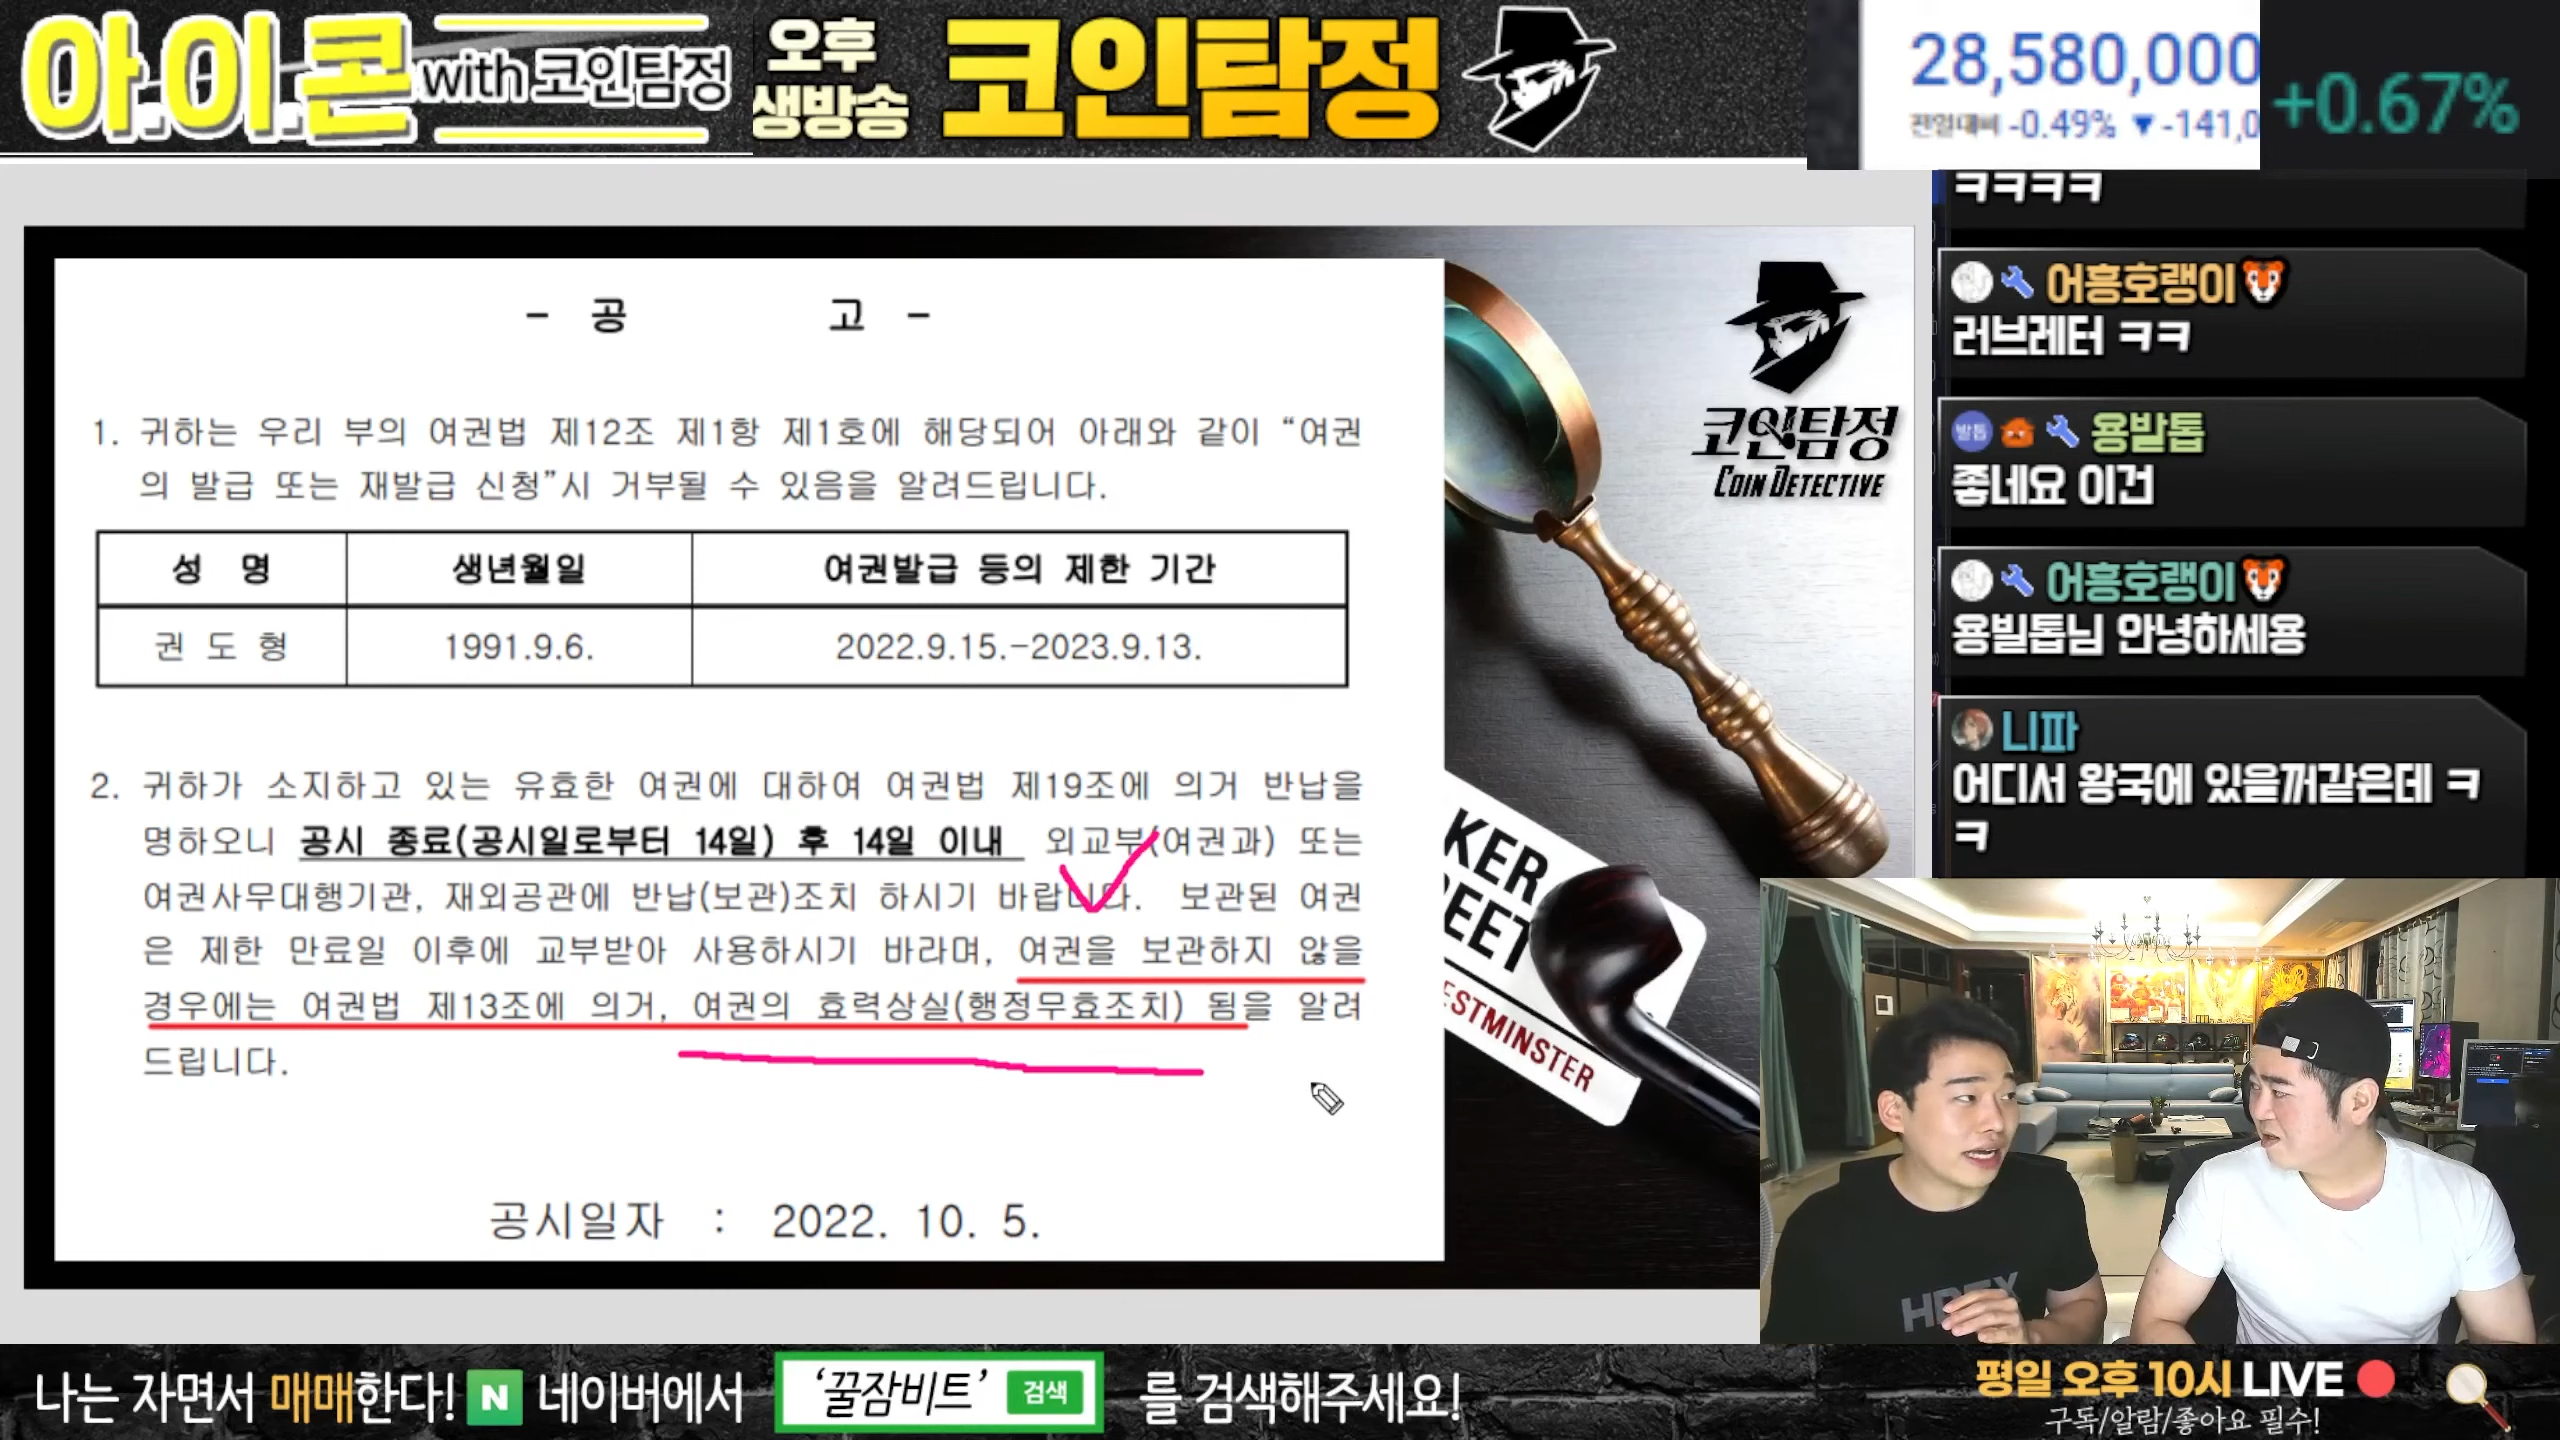 아이콘 with 코인탐정
오후
생방송
코인탐정
28,580,000
전일대비 -0.49% ▼-141,0
+0.67%
ㅋㅋㅋㅋ
어흥호랭이
러브레터 ㅋㅋ
발톱 용발톱
좋네요 이건
어흥호랭이
용빌톱님 안녕하세용
니파
어디서 왕국에 있을꺼같은데 ㅋ
ㅋ
- 공 고 -
1. 귀하는 우리 부의 여권법 제12조 제1항 제1호에 해당되어 아래와 같이 “여권
의 발급 또는 재발급 신청”시 거부될 수 있음을 알려드립니다.
성 명 생년월일 여권발급 등의 제한 기간
권 도 형 1991.9.6. 2022.9.15.-2023.9.13.
2. 귀하가 소지하고 있는 유효한 여권에 대하여 여권법 제19조에 의거 반납을
명하오니 공시 종료(공시일로부터 14일) 후 14일 이내 외교부(여권과) 또는
여권사무대행기관, 재외공관에 반납(보관)조치 하시기 바랍니다. 보관된 여권
은 제한 만료일 이후에 교부받아 사용하시기 바라며, 여권을 보관하지 않을
경우에는 여권법 제13조에 의거, 여권의 효력상실(행정무효조치) 됨을 알려
드립니다.
공시일자 : 2022. 10. 5.
코인탐정
COIN DETECTIVE
KER
EET
ESTMINSTER
나는 자면서 매매한다! N 네이버에서 ‘꿀잠비트’ 검색 를 검색해주세요!
평일 오후 10시 LIVE
구독/알람/좋아요 필수!